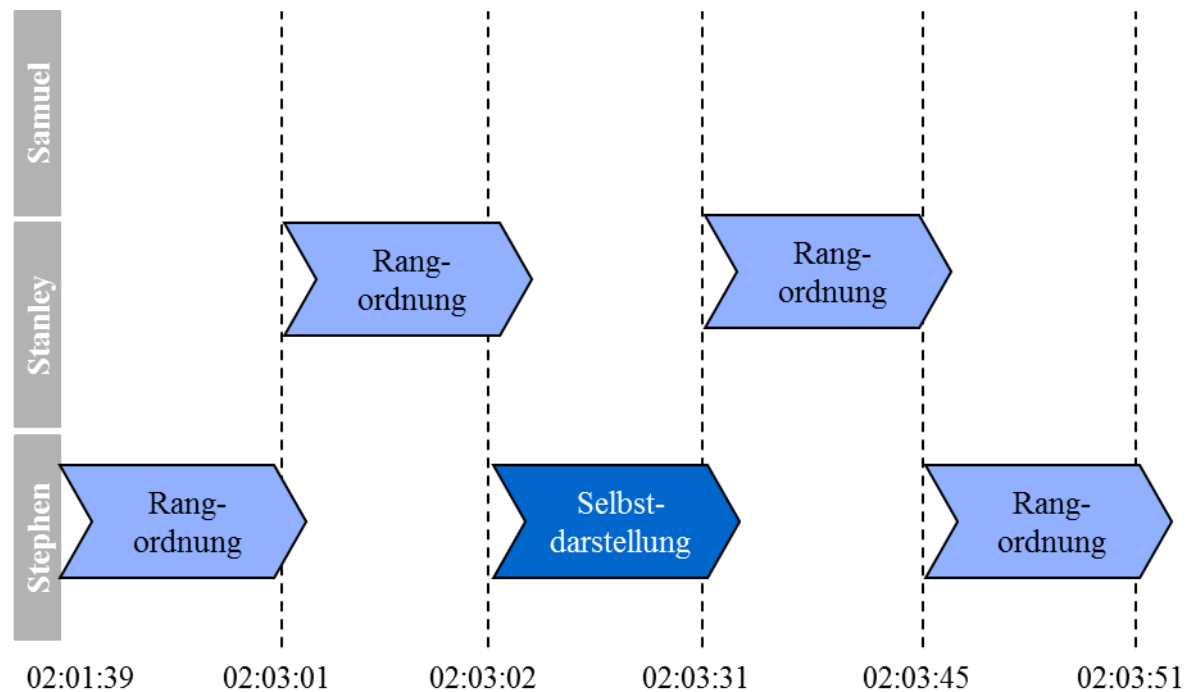 Samuel
Stanley
Stephen
Rang-
ordnung
Rang-
ordnung
Rang-
ordnung
Selbst-
darstellung
Rang-
ordnung
02:01:39 02:03:01 02:03:02 02:03:31 02:03:45 02:03:51